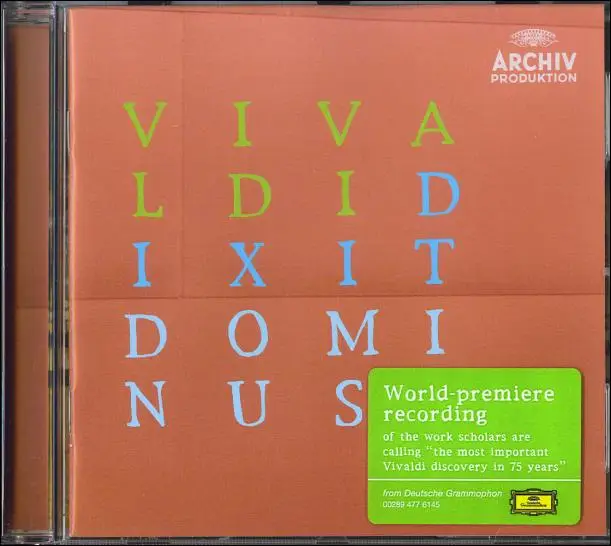 ARCHIV
PRODUKTION
V I V A
L D I D
I X I T
D O M I
N U S
World-premiere
recording
of the work scholars are
calling "the most important
Vivaldi discovery in 75 years"
from Deutsche Grammophon
00289 477 6145